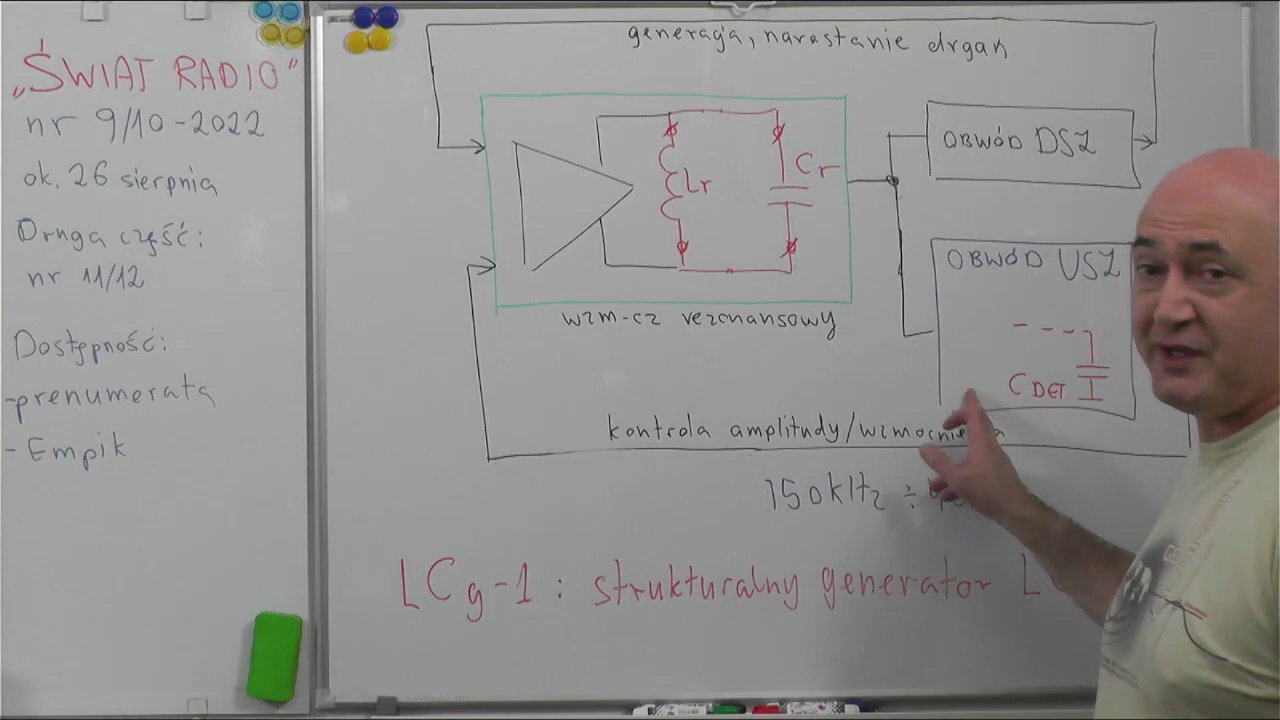 „ŚWIAT RADIO”
nr 9/10-2022
ok. 26 sierpnia
Druga część:
nr 11/12
Dostępność:
-prenumerata
- Empik
generacja, narastanie drgań
OBWÓD DSZ
Lr
Cr
OBWÓD USZ
CDET
wzm-cz rezonansowy
kontrola amplitudy/wzmocnienia
150kHz ÷
LCg-1 : strukturalny generator L